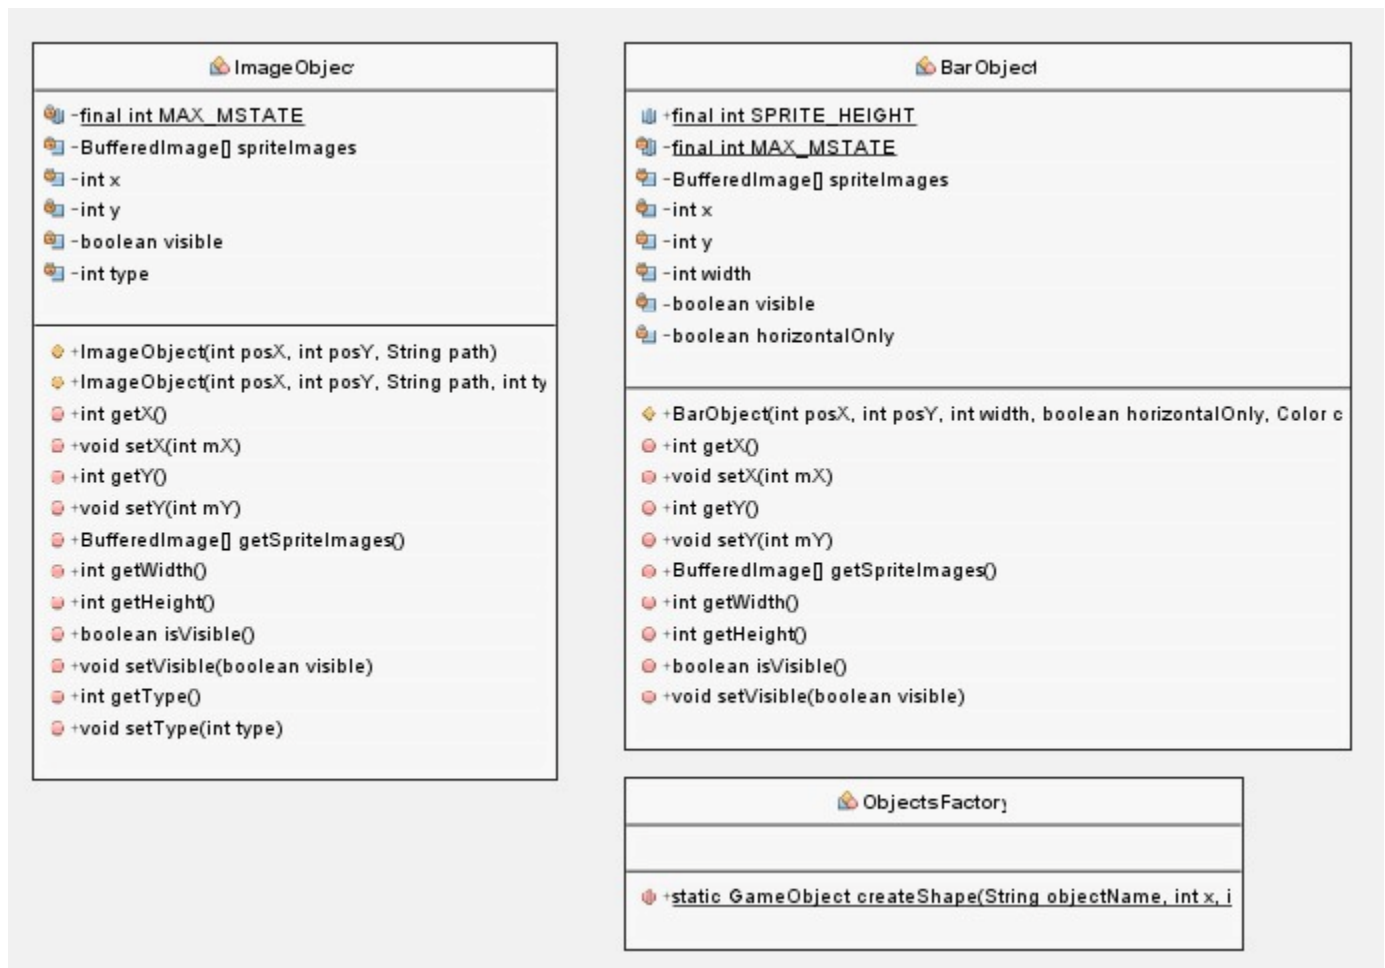 ImageObjec
-final int MAX_MSTATE
-BufferedImage[] spriteImages
-int x
-int y
-boolean visible
-int type
+ImageObject(int posX, int posY, String path)
+ImageObject(int posX, int posY, String path, int ty
+int getX()
+void setX(int mX)
+int getY()
+void setY(int mY)
+BufferedImage[] getSpriteImages()
+int getWidth()
+int getHeight()
+boolean isVisible()
+void setVisible(boolean visible)
+int getType()
+void setType(int type)
BarObject
+final int SPRITE_HEIGHT
-final int MAX_MSTATE
-BufferedImage[] spriteImages
-int x
-int y
-int width
-boolean visible
-boolean horizontalOnly
+BarObject(int posX, int posY, int width, boolean horizontalOnly, Color c
+int getX()
+void setX(int mX)
+int getY()
+void setY(int mY)
+BufferedImage[] getSpriteImages()
+int getWidth()
+int getHeight()
+boolean isVisible()
+void setVisible(boolean visible)
ObjectsFactory
+static GameObject createShape(String objectName, int x, i